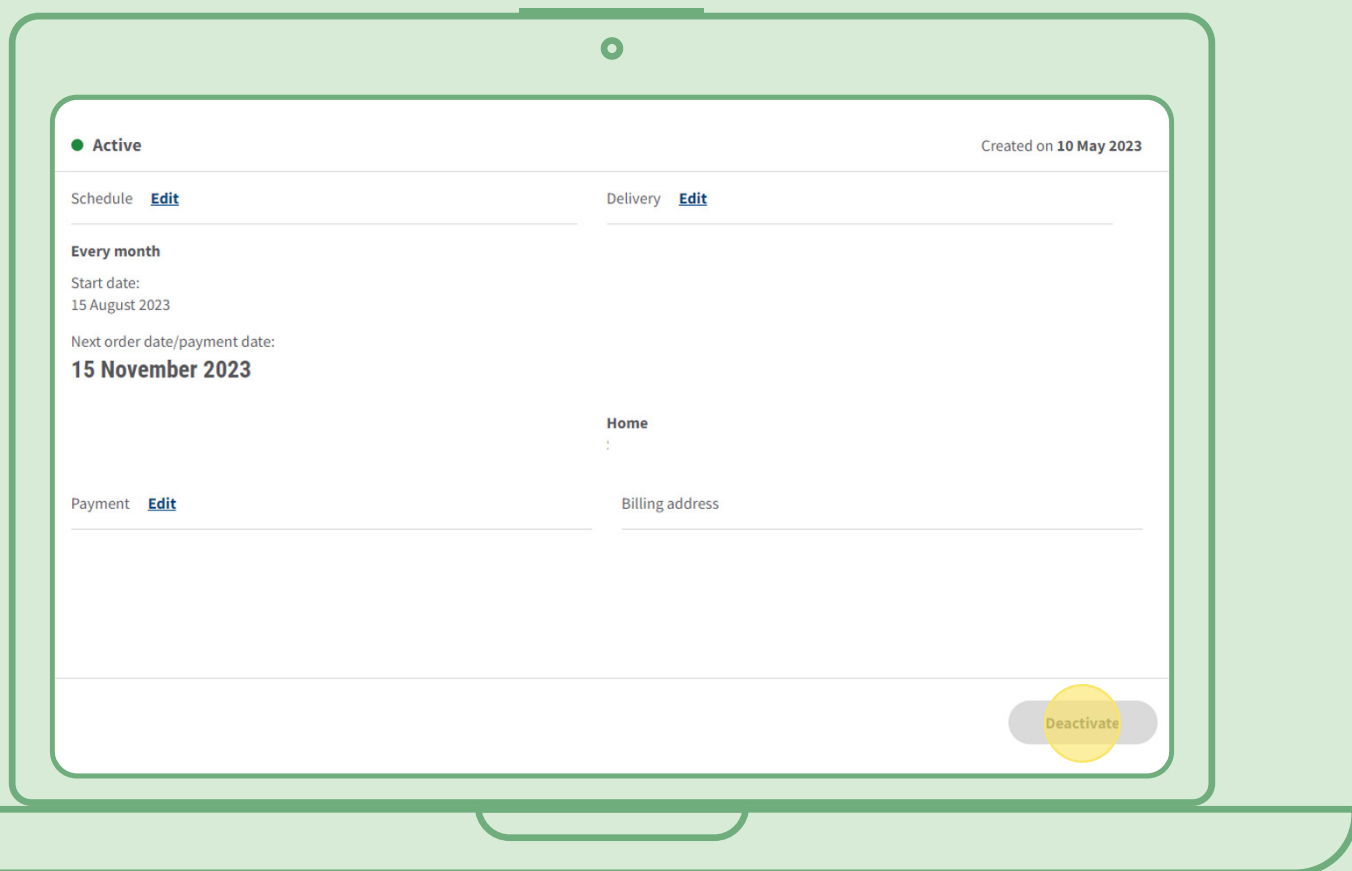 Active
Created on 10 May 2023
Schedule Edit
Delivery Edit
Every month
Start date:
15 August 2023
Next order date/payment date:
15 November 2023
Home
Payment Edit
Billing address
Deactivate